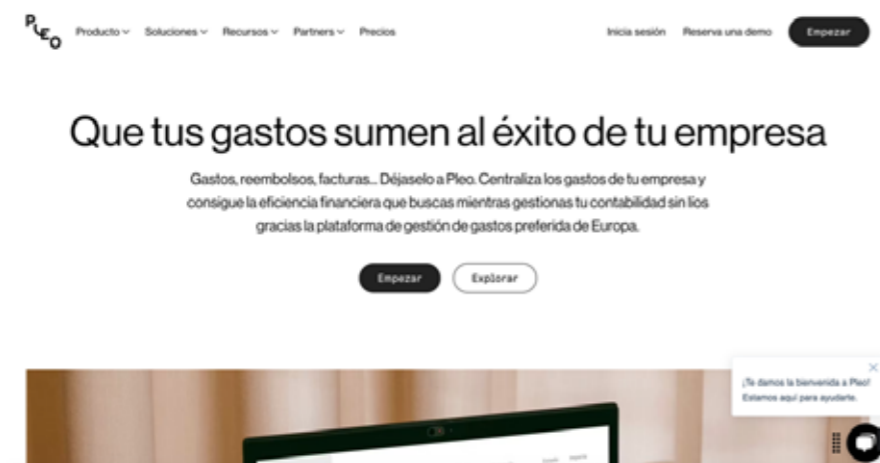 PLEO
Producto Soluciones Recursos Partners Precios
Inicia sesión Reserva una demo Empezar
Que tus gastos sumen al éxito de tu empresa
Gastos, reembolsos, facturas... Déjaselo a Pleo. Centraliza los gastos de tu empresa y
consigue la eficiencia financiera que buscas mientras gestionas tu contabilidad sin líos
gracias la plataforma de gestión de gastos preferida de Europa.
Empezar Explorar
¡Te damos la bienvenida a Pleo!
Estamos aquí para ayudarte.